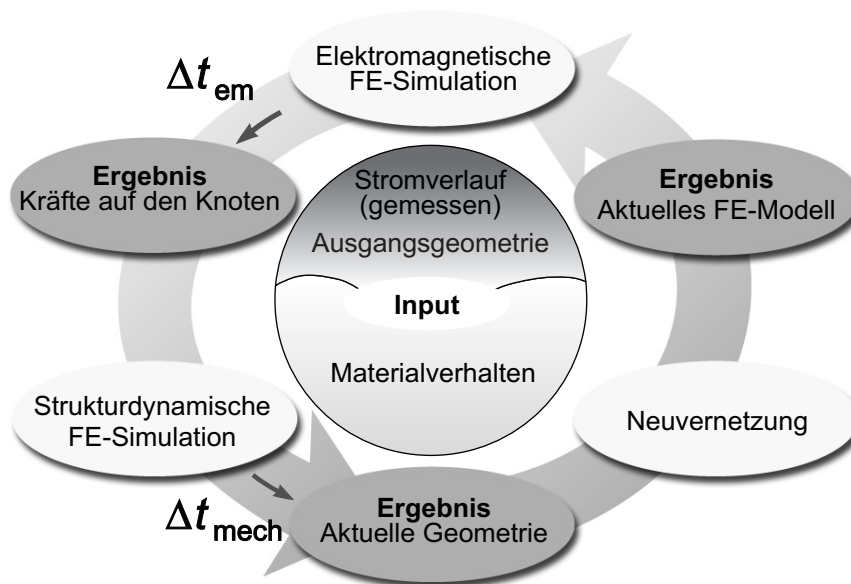 Elektromagnetische
FE-Simulation
Δt em
Ergebnis
Kräfte auf den Knoten
Stromverlauf
(gemessen)
Ausgangsgeometrie
Ergebnis
Aktuelles FE-Modell
Input
Materialverhalten
Strukturdynamische
FE-Simulation
Neuvernetzung
Δt mech
Ergebnis
Aktuelle Geometrie